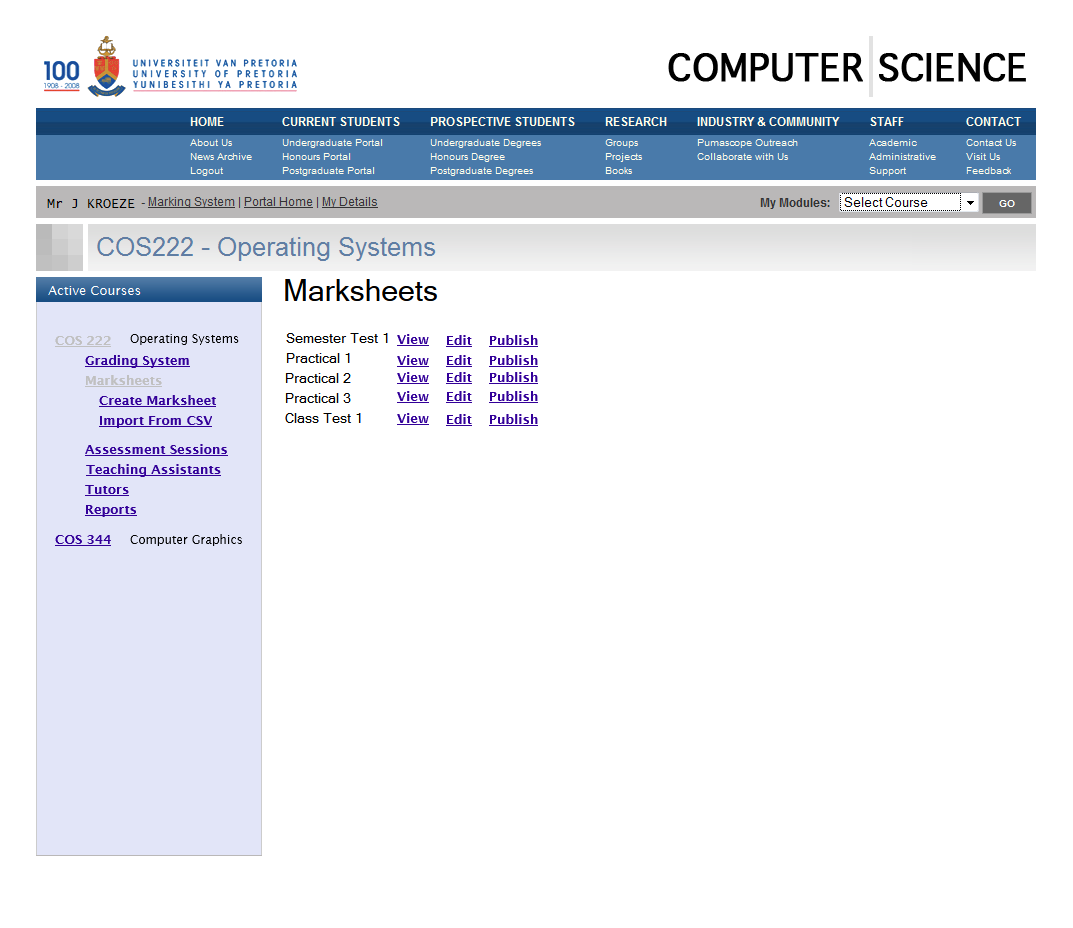 100
1908 - 2008
UNIVERSITEIT VAN PRETORIA
UNIVERSITY OF PRETORIA
YUNIBESITHI YA PRETORIA
COMPUTER SCIENCE
HOME CURRENT STUDENTS PROSPECTIVE STUDENTS RESEARCH INDUSTRY & COMMUNITY STAFF CONTACT
About Us Undergraduate Portal Undergraduate Degrees Groups Pumascope Outreach Academic Contact Us
News Archive Honours Portal Honours Degree Projects Collaborate with Us Administrative Visit Us
Logout Postgraduate Portal Postgraduate Degrees Books Support Feedback
Mr J KROEZE - Marking System | Portal Home | My Details My Modules: Select Course GO
COS222 - Operating Systems
Active Courses
COS 222 Operating Systems
Grading System
Marksheets
Create Marksheet
Import From CSV
Assessment Sessions
Teaching Assistants
Tutors
Reports
COS 344 Computer Graphics
Marksheets
Semester Test 1 View Edit Publish
Practical 1 View Edit Publish
Practical 2 View Edit Publish
Practical 3 View Edit Publish
Class Test 1 View Edit Publish